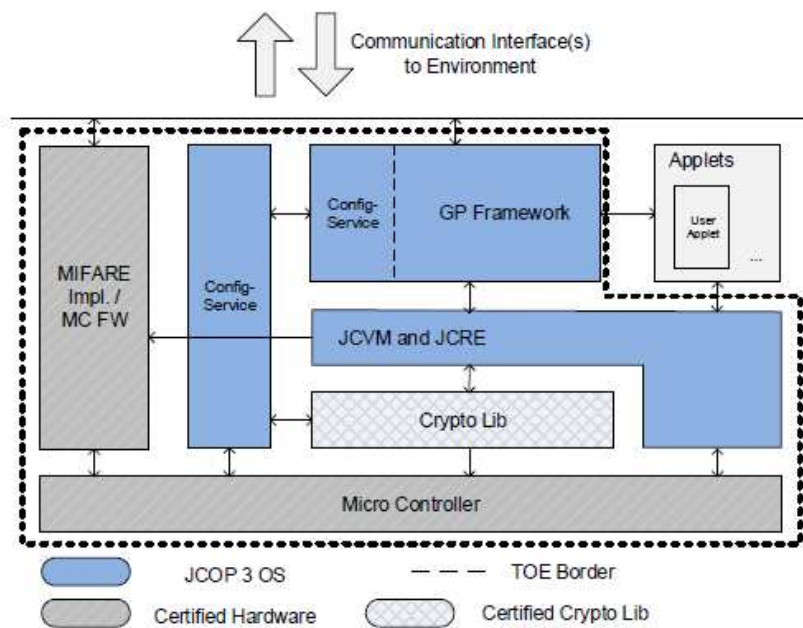 Communication Interface(s)
to Environment
MIFARE
Impl. /
MC FW
Config-
Service
Config-
Service
GP Framework
Applets
User
Applet
...
JCVM and JCRE
Crypto Lib
Micro Controller
JCOP 3 OS
TOE Border
Certified Hardware
Certified Crypto Lib